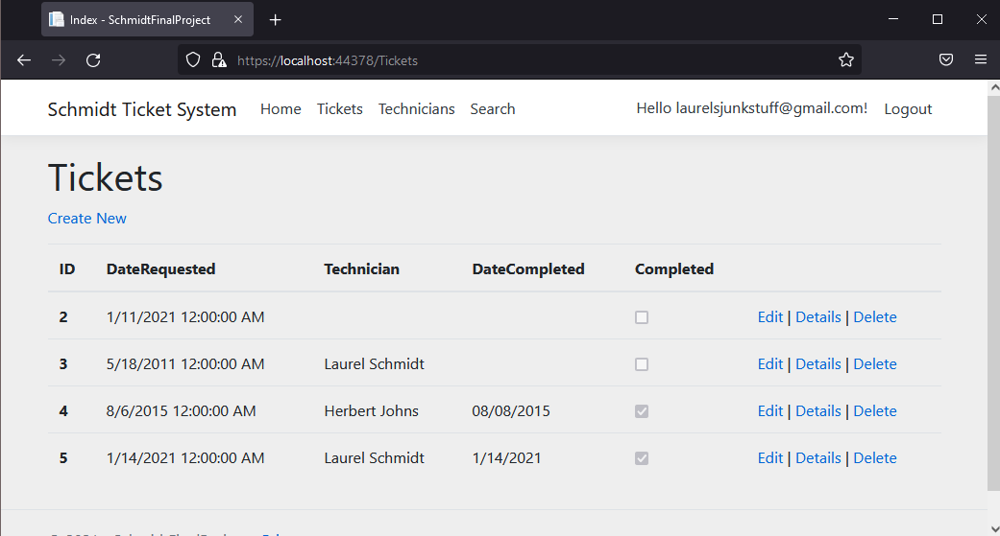 Index - SchmidtFinalProject
https://localhost:44378/Tickets
Schmidt Ticket System Home Tickets Technicians Search Hello laurelsjunkstuff@gmail.com! Logout
Tickets
Create New
ID DateRequested Technician DateCompleted Completed
2 1/11/2021 12:00:00 AM Edit | Details | Delete
3 5/18/2011 12:00:00 AM Laurel Schmidt Edit | Details | Delete
4 8/6/2015 12:00:00 AM Herbert Johns 08/08/2015 Edit | Details | Delete
5 1/14/2021 12:00:00 AM Laurel Schmidt 1/14/2021 Edit | Details | Delete